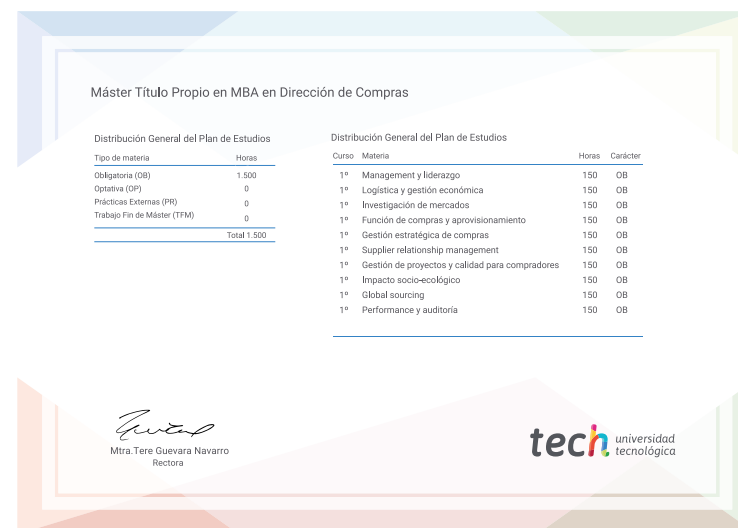 Máster Título Propio en MBA en Dirección de Compras
Distribución General del Plan de Estudios
Tipo de materia Horas
Obligatoria (OB) 1.500
Optativa (OP) 0
Prácticas Externas (PR) 0
Trabajo Fin de Máster (TFM) 0
Total 1.500
Distribución General del Plan de Estudios
Curso Materia Horas Carácter
1º Management y liderazgo 150 OB
1º Logística y gestión económica 150 OB
1º Investigación de mercados 150 OB
1º Función de compras y aprovisionamiento 150 OB
1º Gestión estratégica de compras 150 OB
1º Supplier relationship management 150 OB
1º Gestión de proyectos y calidad para compradores 150 OB
1º Impacto socio-ecológico 150 OB
1º Global sourcing 150 OB
1º Performance y auditoría 150 OB
Mtra.Tere Guevara Navarro
Rectora
tech universidad
tecnológica